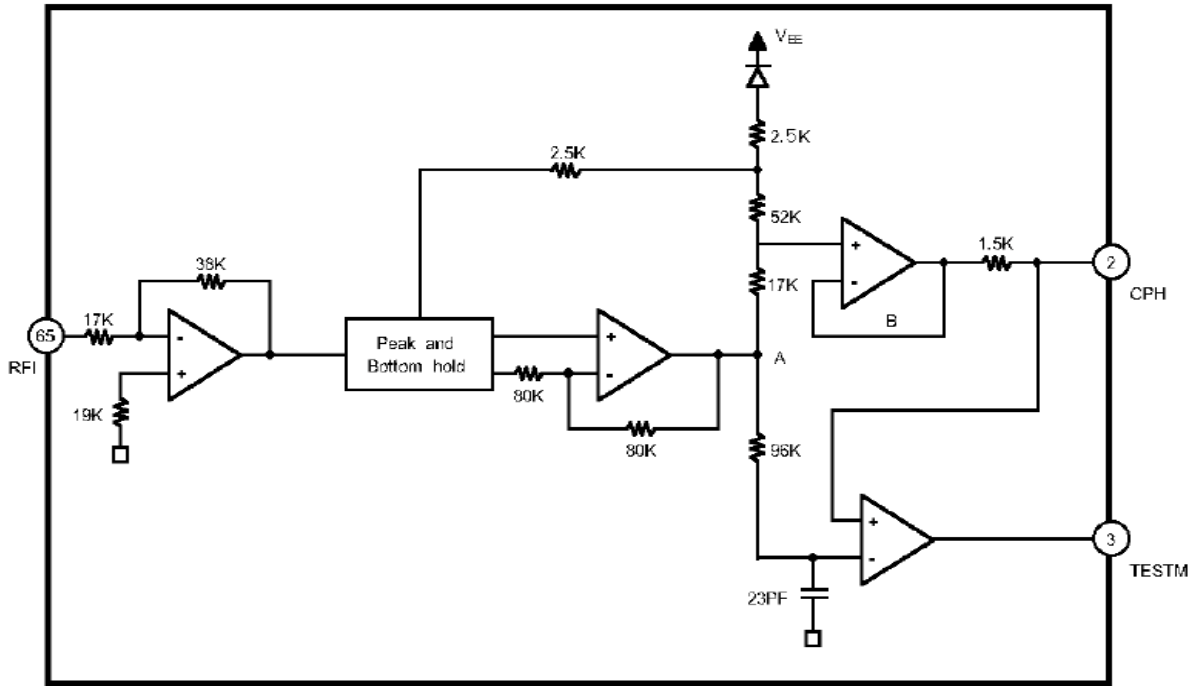 VEE
2.5K
2.5K
52K
38K
+
-
1.5K
2
CPH
17K
B
65
RFI
17K
-
+
19K
Peak and
Bottom hold
+
-
A
80K
80K
96K
+
-
3
TESTM
23PF